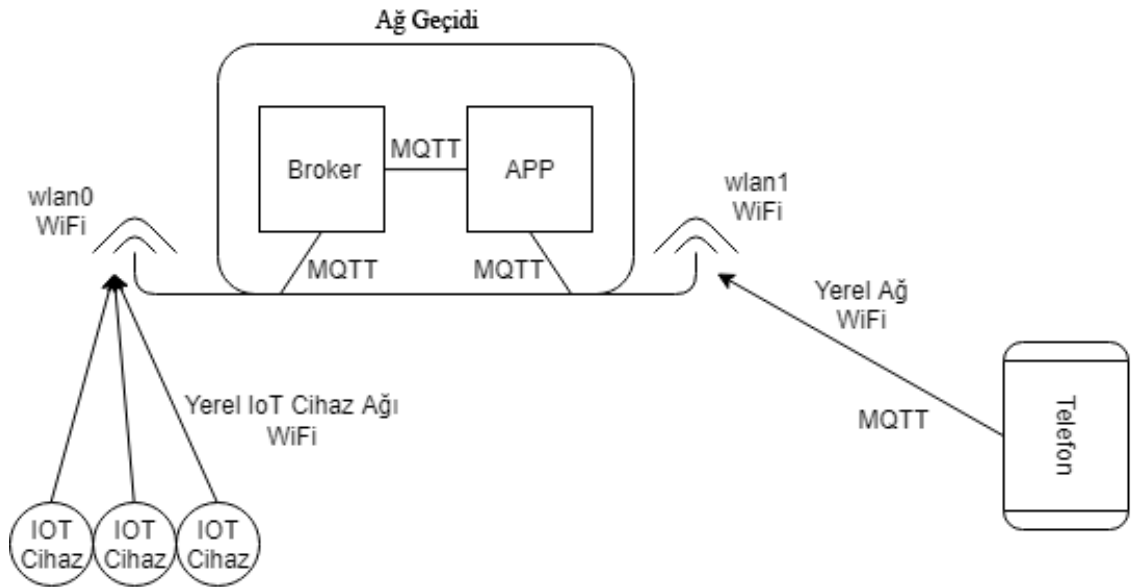 Ağ Geçidi
Broker
MQTT
APP
wlan0
WiFi
wlan1
WiFi
MQTT
MQTT
Yerel Ağ
WiFi
Yerel IoT Cihaz Ağı
WiFi
MQTT
Telefon
IOT
Cihaz
IOT
Cihaz
IOT
Cihaz